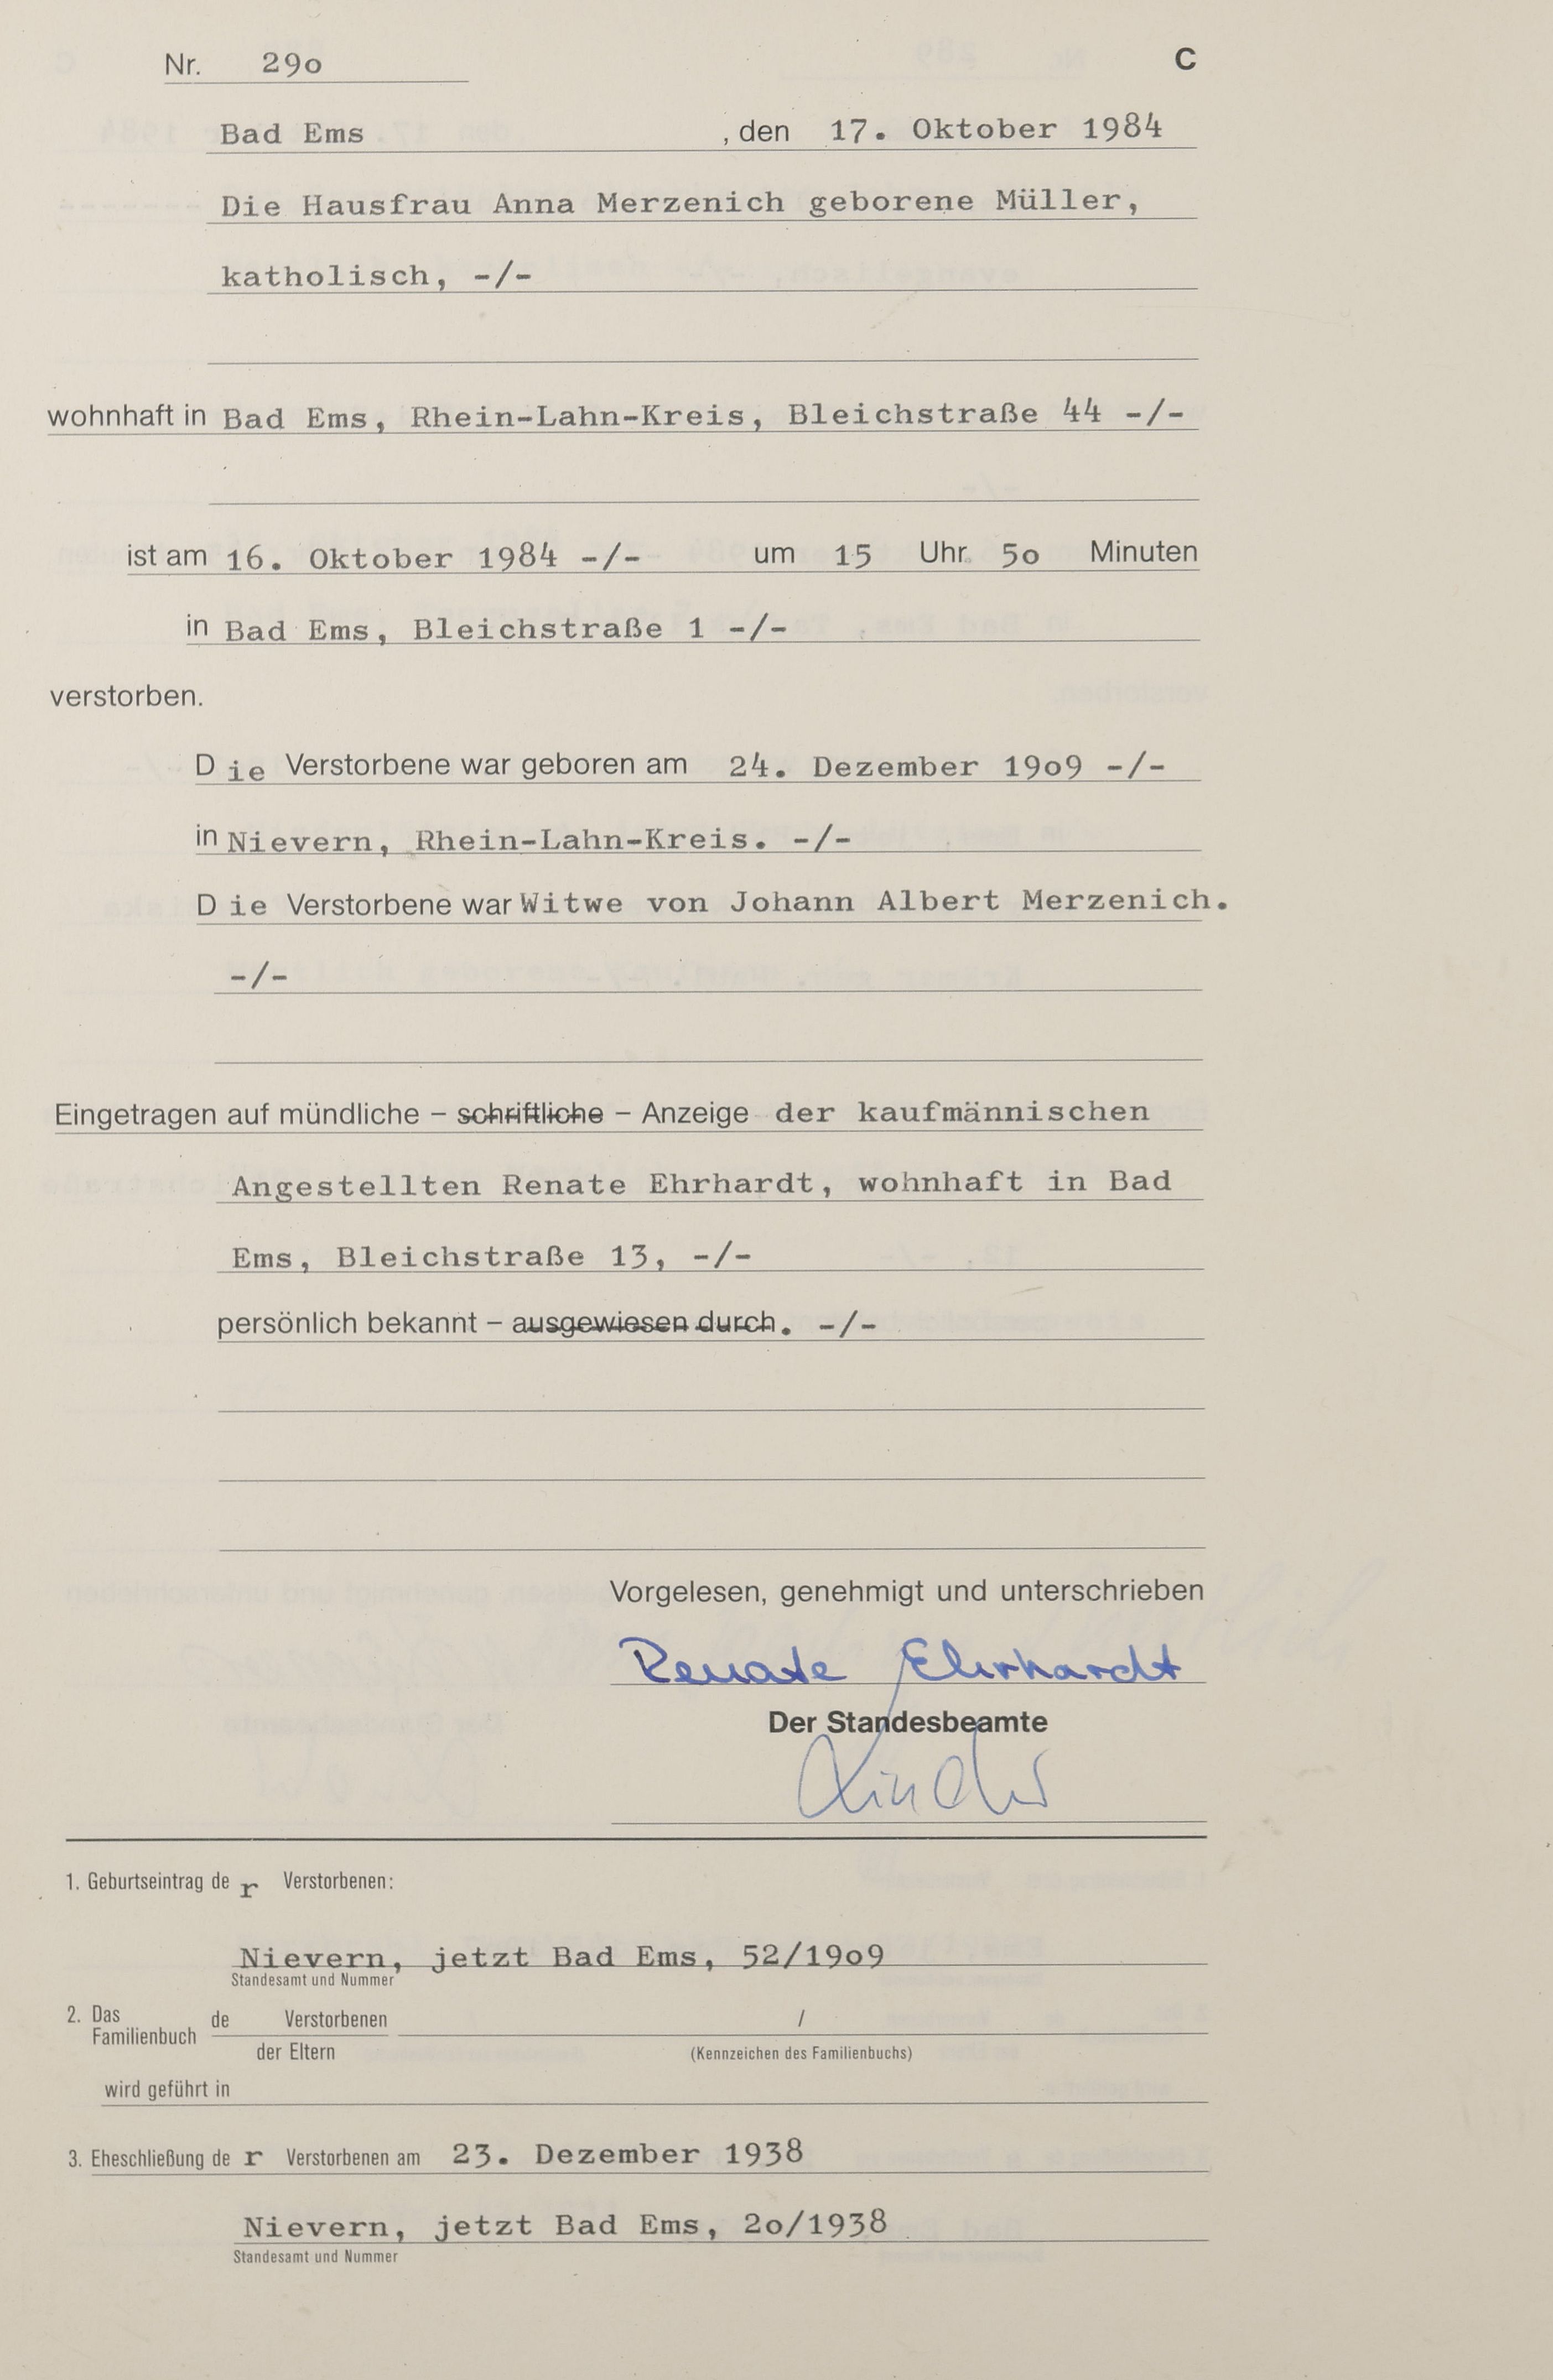 Nr. 29o C
Bad Ems , den 17. Oktober 1984
Die Hausfrau Anna Merzenich geborene Müller,
katholisch, -/-
wohnhaft in Bad Ems, Rhein-Lahn-Kreis, Bleichstraße 44 -/-
ist am 16. Oktober 1984 -/- um 15 Uhr 5o Minuten
in Bad Ems, Bleichstraße 1 -/-
verstorben.
Die Verstorbene war geboren am 24. Dezember 19o9 -/-
in Nievern, Rhein-Lahn-Kreis. -/-
Die Verstorbene war Witwe von Johann Albert Merzenich.
-/-
Eingetragen auf mündliche – schriftliche – Anzeige der kaufmännischen
Angestellten Renate Ehrhardt, wohnhaft in Bad
Ems, Bleichstraße 13, -/-
persönlich bekannt – ausgewiesen durch. -/-
Vorgelesen, genehmigt und unterschrieben
Renate Ehrhardt
Der Standesbeamte
1. Geburtseintrag der Verstorbenen:
Nievern, jetzt Bad Ems, 52/19o9
Standesamt und Nummer
2. Das Familienbuch de Verstorbenen /
der Eltern (Kennzeichen des Familienbuchs)
wird geführt in
3. Eheschließung der Verstorbenen am 23. Dezember 1938
Nievern, jetzt Bad Ems, 2o/1938
Standesamt und Nummer